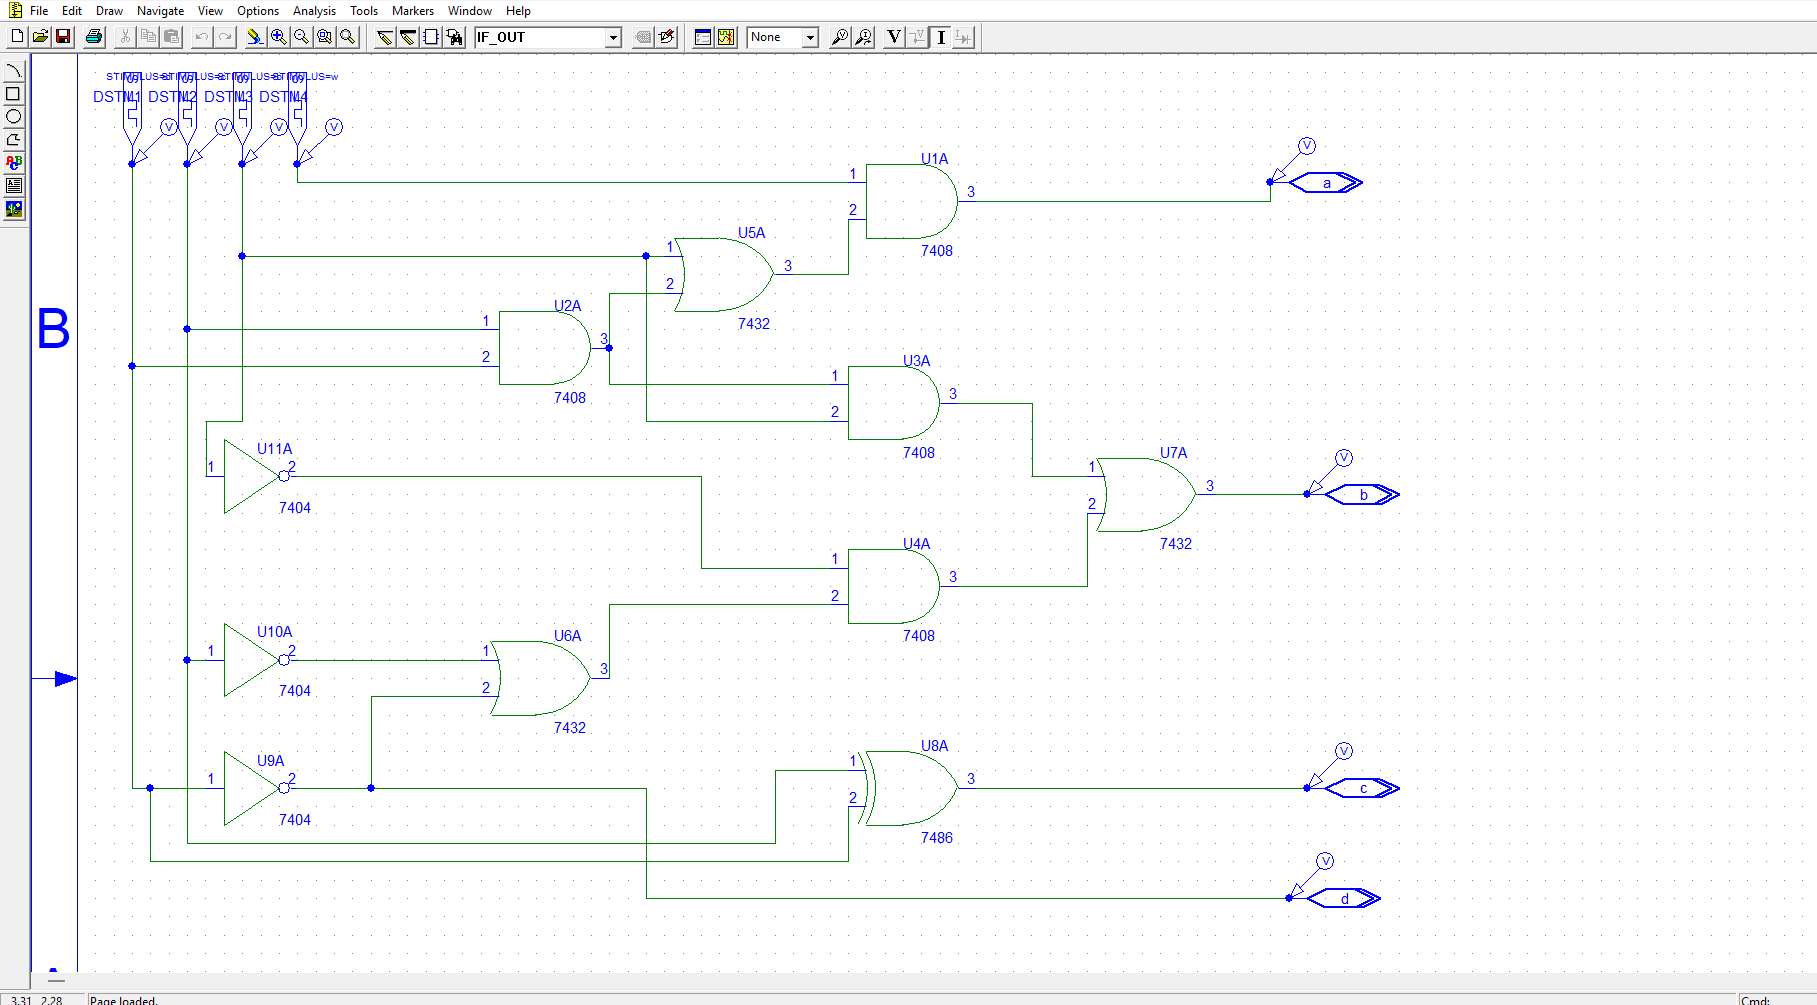 File Edit Draw Navigate View Options Analysis Tools Markers Window Help
IF_OUT None V I
DSTM1 DSTM2 DSTM3 DSTM4
V V V V
V
U1A
1 3 a
2
7408
U5A
1 3
2
7432
B
U2A
1 3
2
7408
U3A
1 3
2
7408
U11A
1 2
7404
U7A
V
1 3 b
2
7432
U4A
1 3
2
7408
U10A
1 2
7404
U6A
1 3
2
7432
U9A
1 2
7404
U8A
V
1 3 c
2
7486
V
d
3.31, 2.28 Page loaded. Cmd: